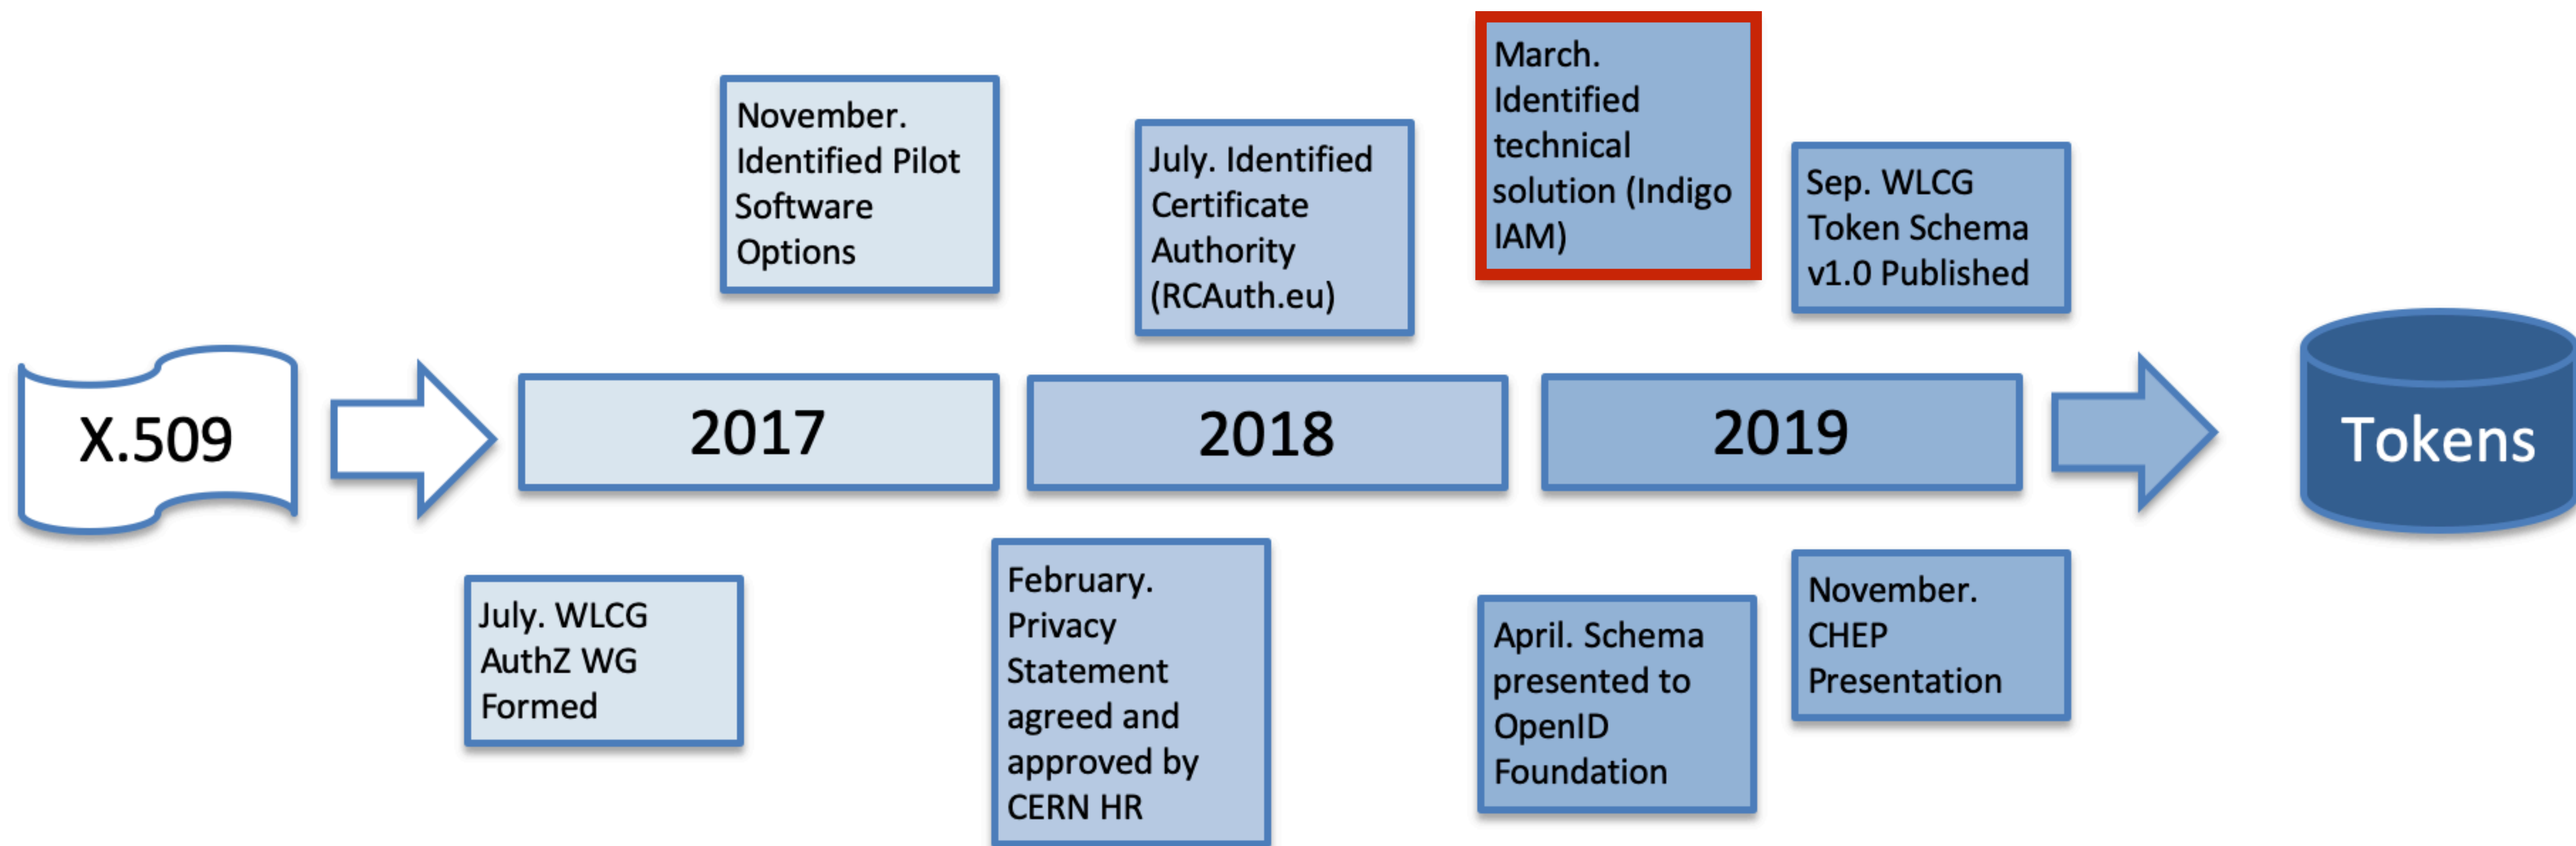 November.
Identified Pilot
Software
Options
July. Identified
Certificate
Authority
(RCAuth.eu)
March.
Identified
technical
solution (Indigo
IAM)
Sep. WLCG
Token Schema
v1.0 Published
X.509
2017
2018
2019
Tokens
July. WLCG
AuthZ WG
Formed
February.
Privacy
Statement
agreed and
approved by
CERN HR
April. Schema
presented to
OpenID
Foundation
November.
CHEP
Presentation